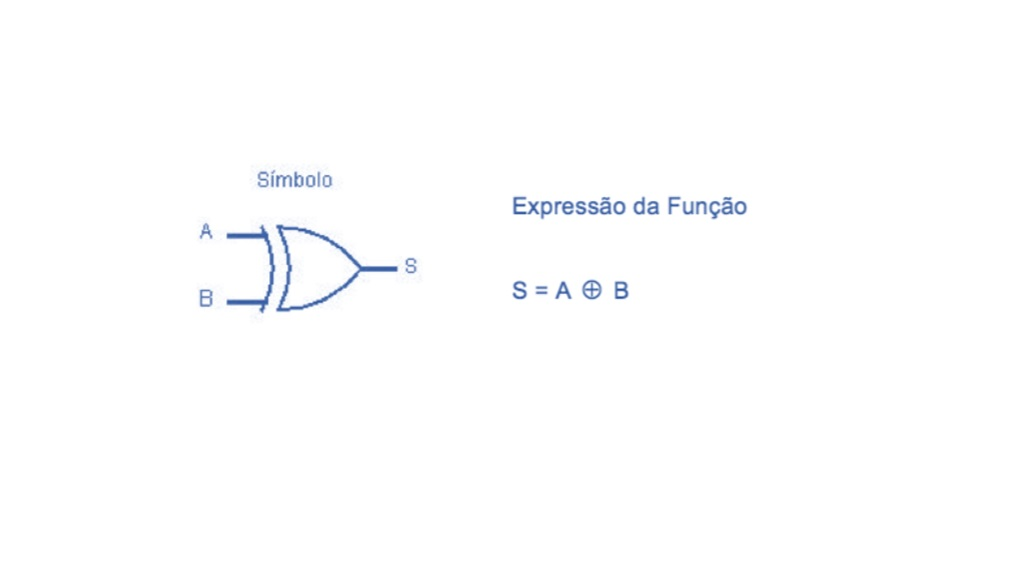 Símbolo
A
B
S
Expressão da Função
S = A ⊕ B